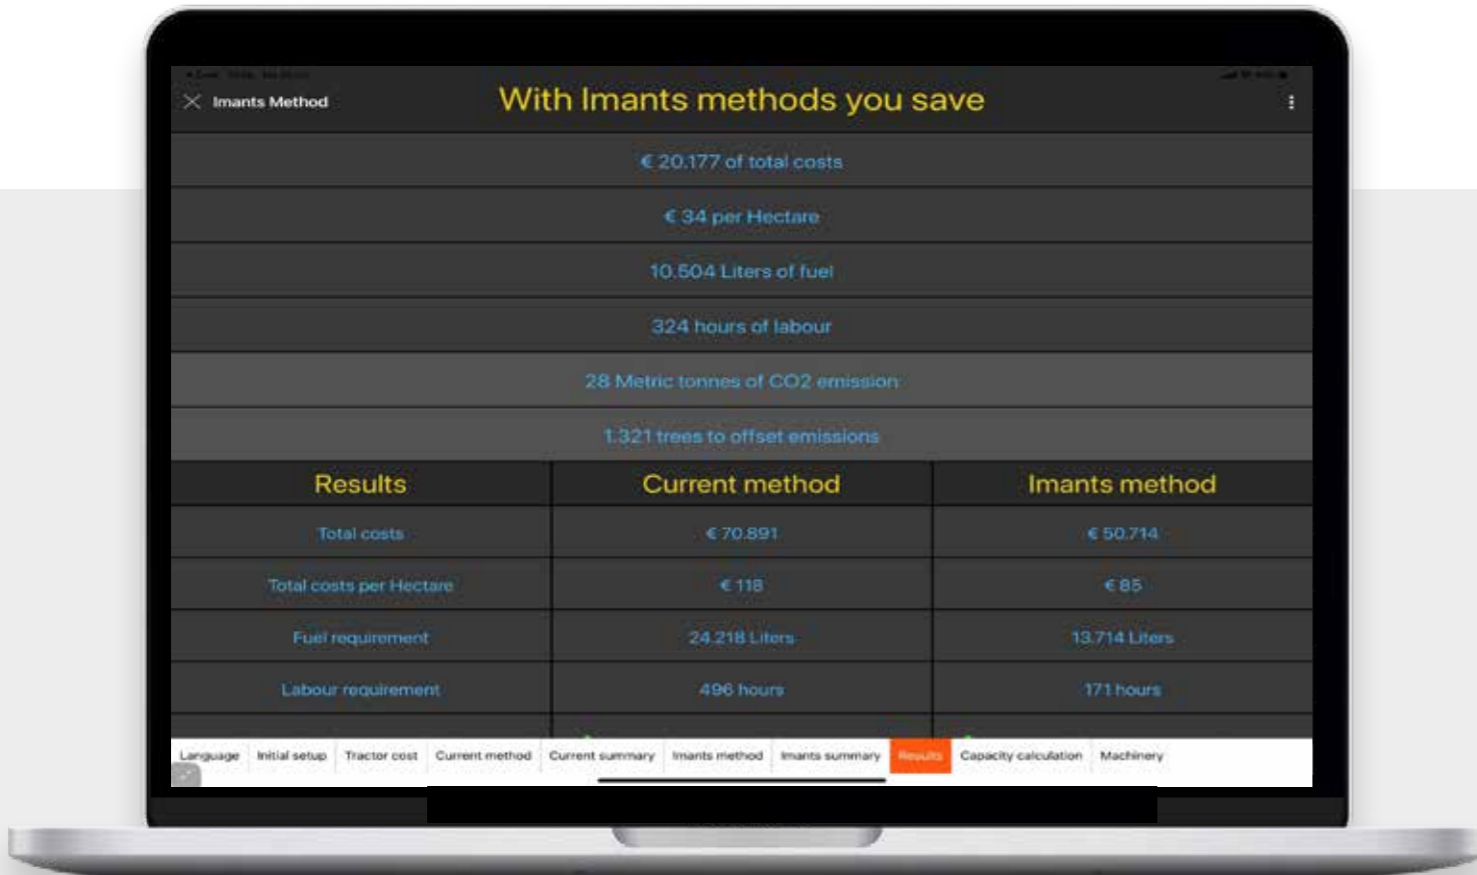 Imants Method
With Imants methods you save
€ 20.177 of total costs
€ 34 per Hectare
10.504 Liters of fuel
324 hours of labour
28 Metric tonnes of CO2 emission
1.321 trees to offset emissions
Results Current method Imants method
Total costs € 70.891 € 50.714
Total costs per Hectare € 118 € 85
Fuel requirement 24.218 Liters 13.714 Liters
Labour requirement 496 hours 171 hours
Language Initial setup Tractor cost Current method Current summary Imants method Imants summary Results Capacity calculation Machinery